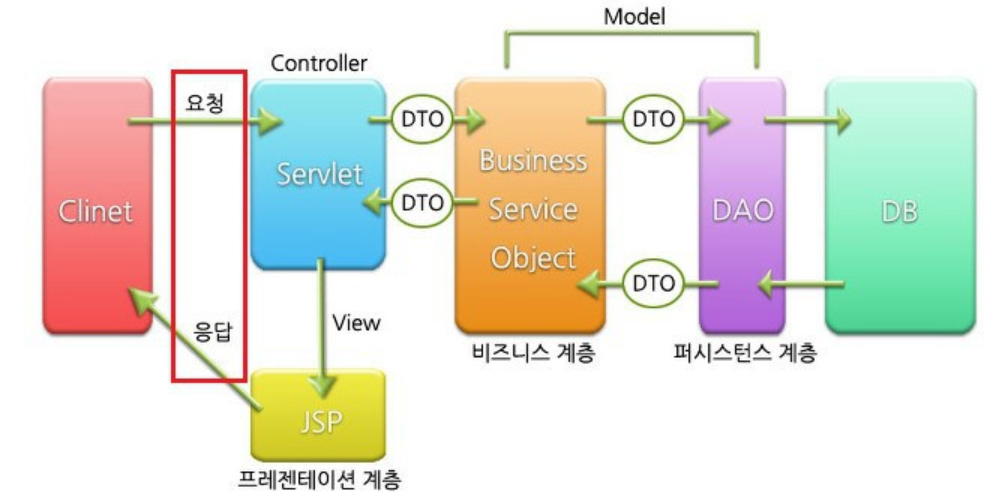 Model
Controller
요청
DTO
DTO
Clinet
Servlet
Business
Service
Object
DTO
DAO
DB
DTO
응답
View
비즈니스 계층
퍼시스턴스 계층
JSP
프레젠테이션 계층